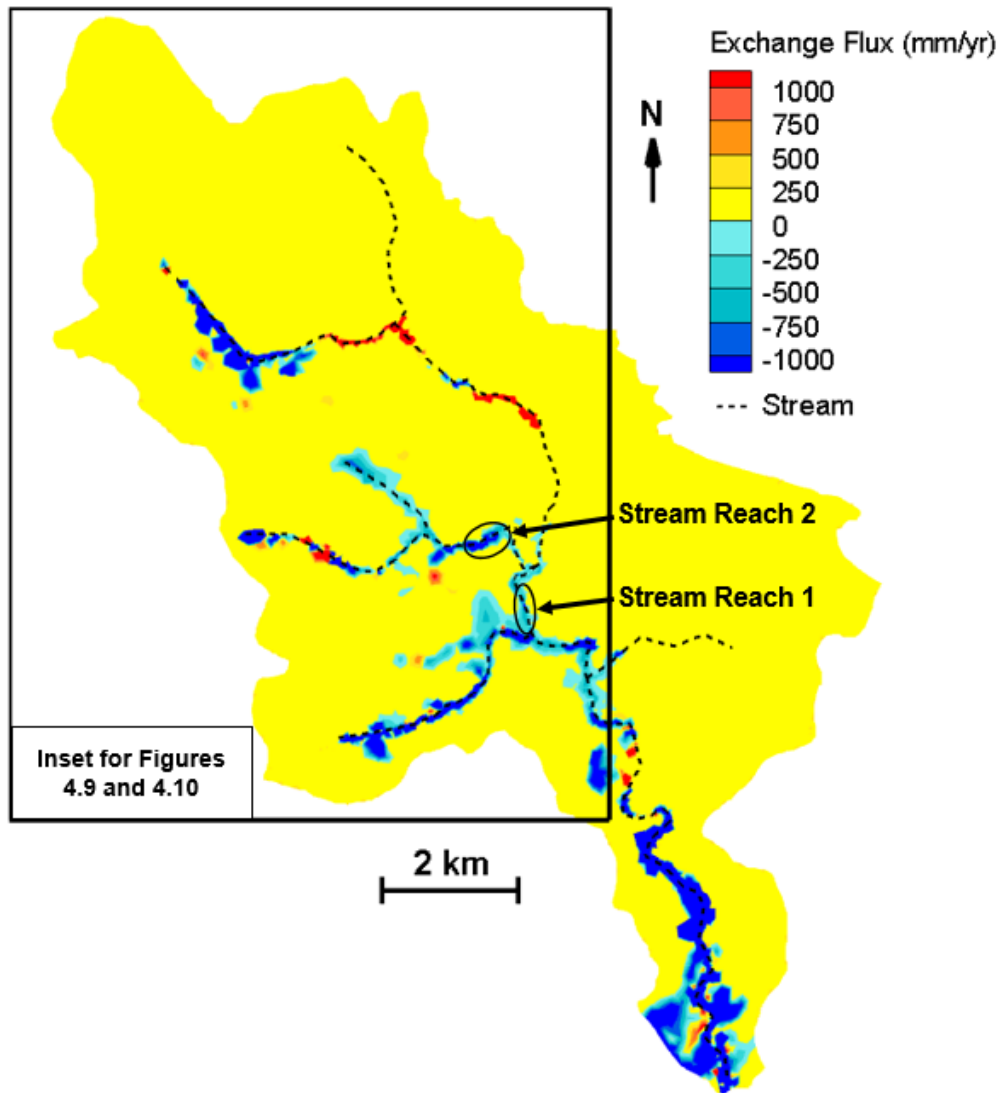 Exchange Flux (mm/yr)
1000
750
500
250
0
-250
-500
-750
-1000
Stream
N
Stream Reach 2
Stream Reach 1
Inset for Figures
4.9 and 4.10
2 km